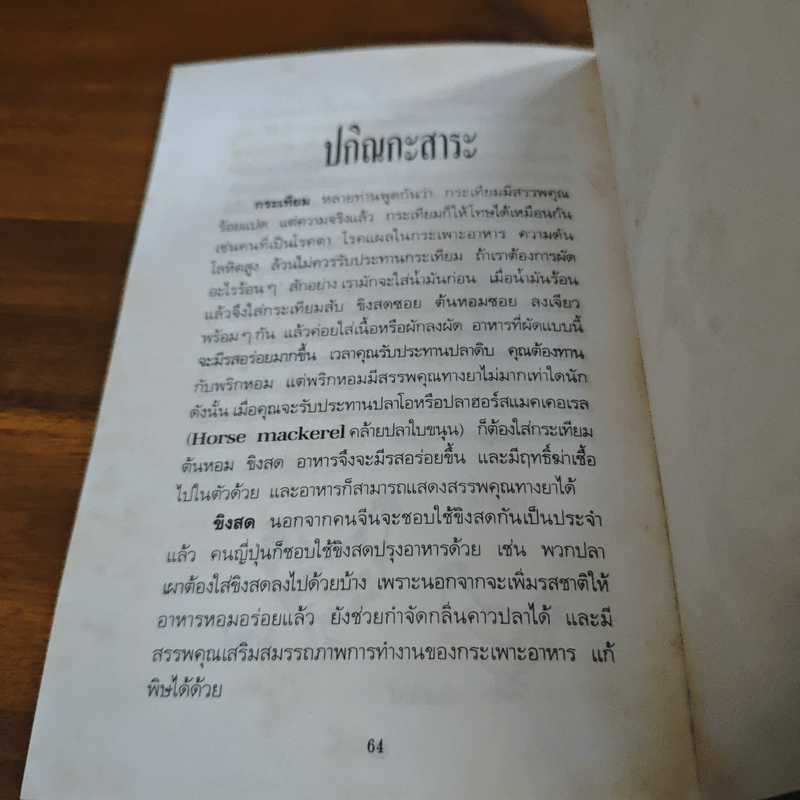 ปกิณกะสาระ
กระเทียม หลายท่านพูดกันว่า กระเทียมมีสรรพคุณ
ร้อยแปด แต่ความจริงแล้ว กระเทียมก็ให้โทษได้เหมือนกัน
เช่นคนที่เป็นโรคตา โรคแผลในกระเพาะอาหาร ความดัน
โลหิตสูง ล้วนไม่ควรรับประทานกระเทียม ถ้าเราต้องการผัด
อะไรร้อนๆ สักอย่าง เรามักจะใส่น้ำมันก่อน เมื่อน้ำมันร้อน
แล้วจึงใส่กระเทียมสับ ขิงสดซอย ต้นหอมซอย ลงเจียว
พร้อมๆ กัน แล้วค่อยใส่เนื้อหรือผักลงผัด อาหารที่ผัดแบบนี้
จะมีรสอร่อยมากขึ้น เวลาคุณรับประทานปลาดิบ คุณต้องทาน
กับพริกหอม แต่พริกหอมมีสรรพคุณทางยาไม่มากเท่าใดนัก
ดังนั้น เมื่อคุณจะรับประทานปลาโอหรือปลาฮอร์สแมคเคอเรล
(Horse mackerel คล้ายปลาใบขนุน) ก็ต้องใส่กระเทียม
ต้นหอม ขิงสด อาหารจึงจะมีรสอร่อยขึ้น และมีฤทธิ์ฆ่าเชื้อ
ไปในตัวด้วย และอาหารก็สามารถแสดงสรรพคุณทางยาได้
ขิงสด นอกจากคนจีนจะชอบใช้ขิงสดกันเป็นประจำ
แล้ว คนญี่ปุ่นก็ชอบใช้ขิงสดปรุงอาหารด้วย เช่น พวกปลา
เผาต้องใส่ขิงสดลงไปด้วยบ้าง เพราะนอกจากจะเพิ่มรสชาติให้
อาหารหอมอร่อยแล้ว ยังช่วยกำจัดกลิ่นคาวปลาได้ และมี
สรรพคุณเสริมสมรรถภาพการทำงานของกระเพาะอาหาร แก้
พิษได้ด้วย
64